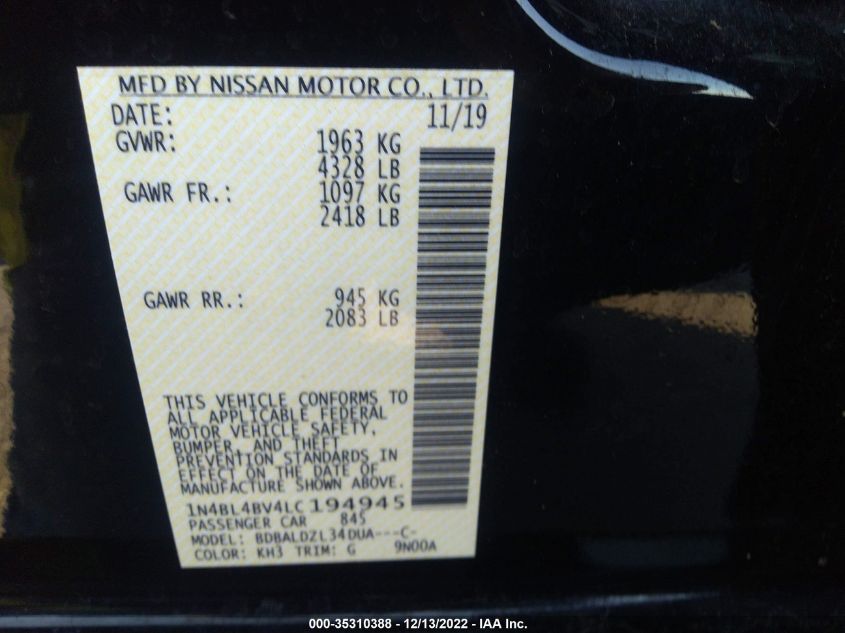 MFD BY NISSAN MOTOR CO., LTD.
DATE: 11/19
GVWR: 1963 KG
4328 LB
GAWR FR.: 1097 KG
2418 LB
GAWR RR.: 945 KG
2083 LB
THIS VEHICLE CONFORMS TO
ALL APPLICABLE FEDERAL
MOTOR VEHICLE SAFETY,
BUMPER, AND THEFT
PREVENTION STANDARDS IN
EFFECT ON THE DATE OF
MANUFACTURE SHOWN ABOVE.
1N4BL4BV4LC194945
PASSENGER CAR 845
MODEL: BDBALDZL34DUA---C-
COLOR: KH3 TRIM: G 9N00A
000-35310388 - 12/13/2022 - IAA Inc.